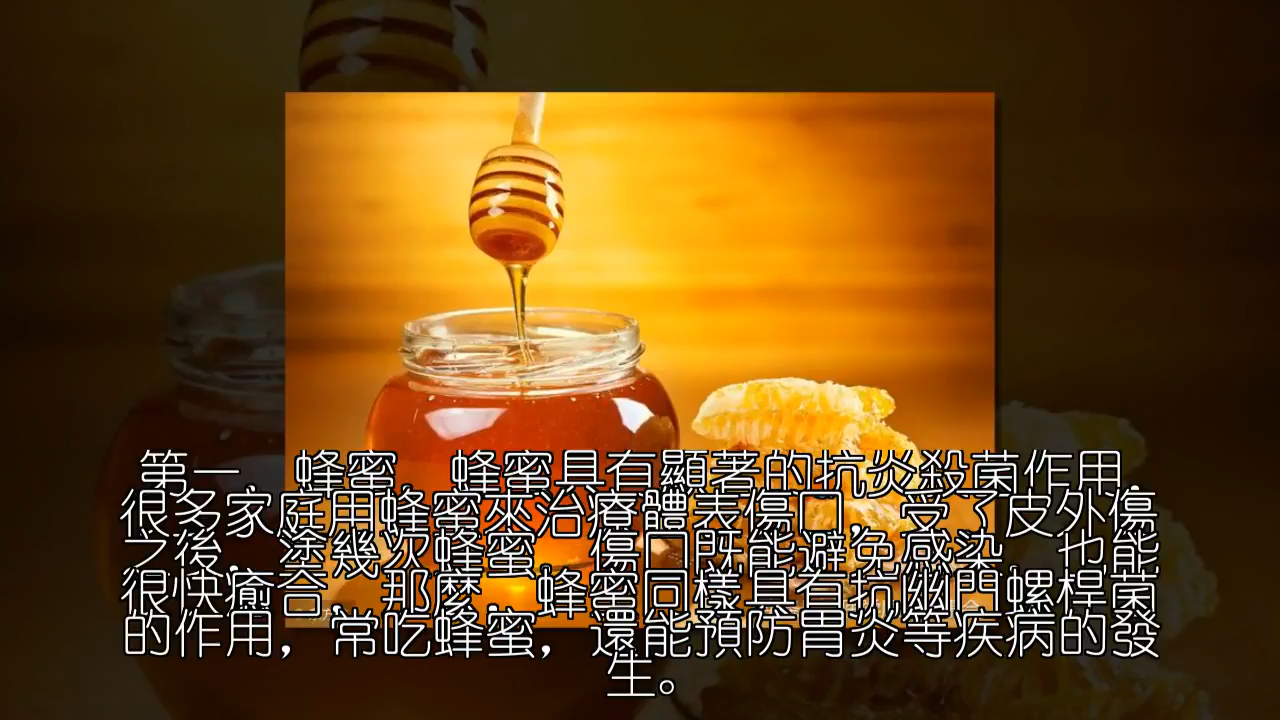 第一，蜂蜜，蜂蜜具有顯著的抗炎殺菌作用，
很多家庭用蜂蜜來治療體表傷口，受了皮外傷
之後，塗幾次蜂蜜，傷口既能避免感染，也能
很快癒合，那麼，蜂蜜同樣具有抗幽門螺桿菌
的作用，常吃蜂蜜，還能預防胃炎等疾病的發
生。